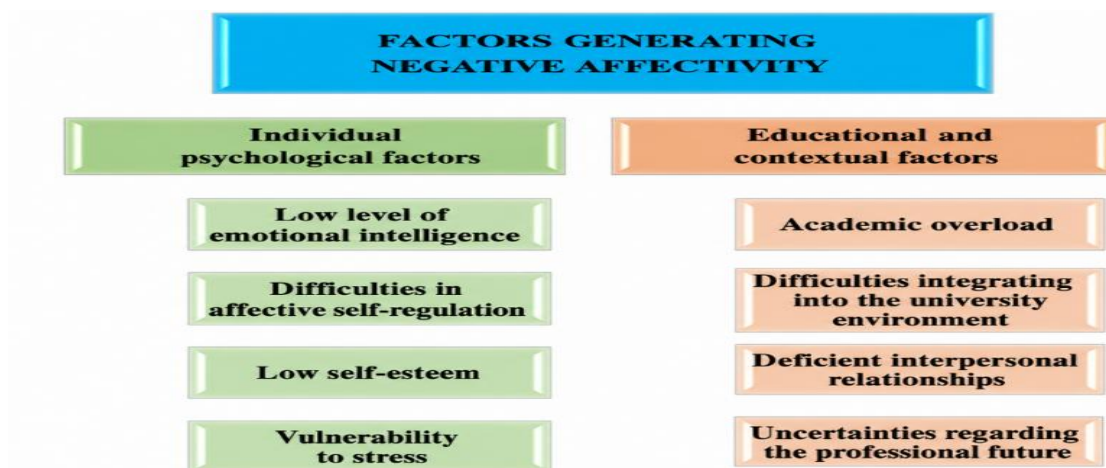 FACTORS GENERATING
NEGATIVE AFFECTIVITY
Individual
psychological factors
Low level of
emotional intelligence
Difficulties in
affective self-regulation
Low self-esteem
Vulnerability
to stress
Educational and
contextual factors
Academic overload
Difficulties integrating
into the university
environment
Deficient interpersonal
relationships
Uncertainties regarding
the professional future